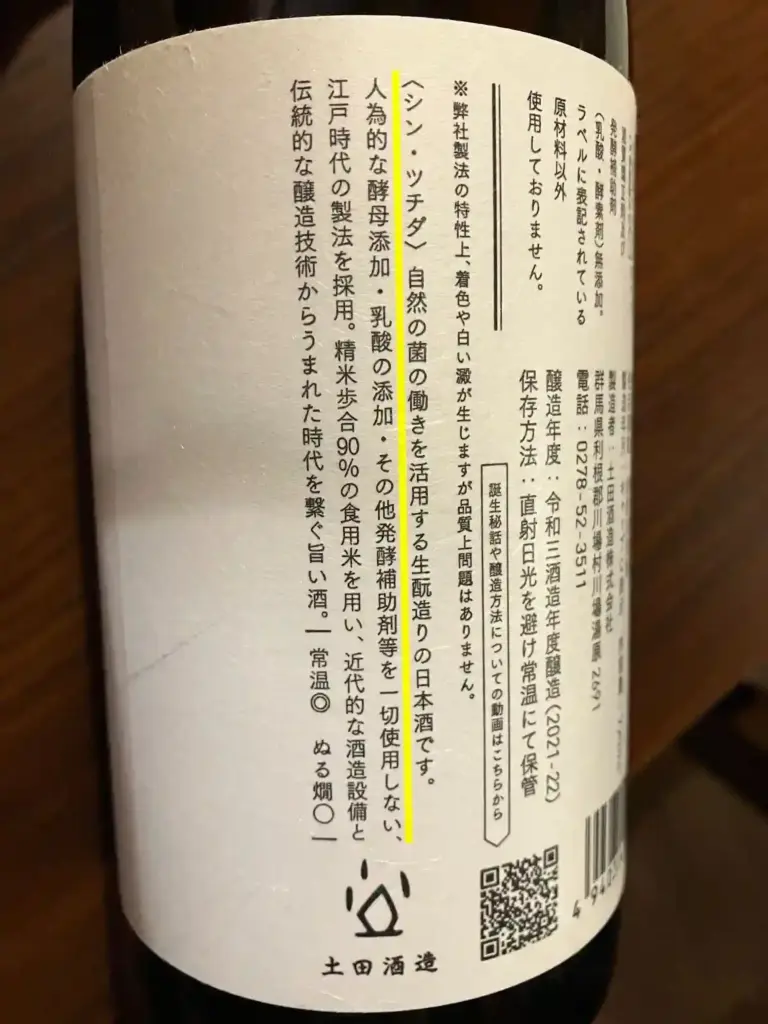 発酵補助剤
(乳酸・酵素剤)無添加。
ラベルに表記されている
原材料以外
使用しておりません。
製造者:土田酒造株式会社
群馬県利根郡川場村川場湯原2691
電話:0278-52-3511
醸造年度:令和三酒造年度醸造(2021-22)
保存方法:直射日光を避け常温にて保管
誕生秘話や醸造方法についての動画はこちらから
※弊社製法の特性上、着色や白い澱が生じますが品質上問題はありません。
〈シン・ツチダ〉自然の菌の働きを活用する生酛造りの日本酒です。
人為的な酵母添加・乳酸の添加・その他発酵補助剤等を一切使用しない、
江戸時代の製法を採用。精米歩合90%の食用米を用い、近代的な酒造設備と
伝統的な醸造技術からうまれた時代を繋ぐ旨い酒。|常温◎ ぬる燗○|
土田酒造